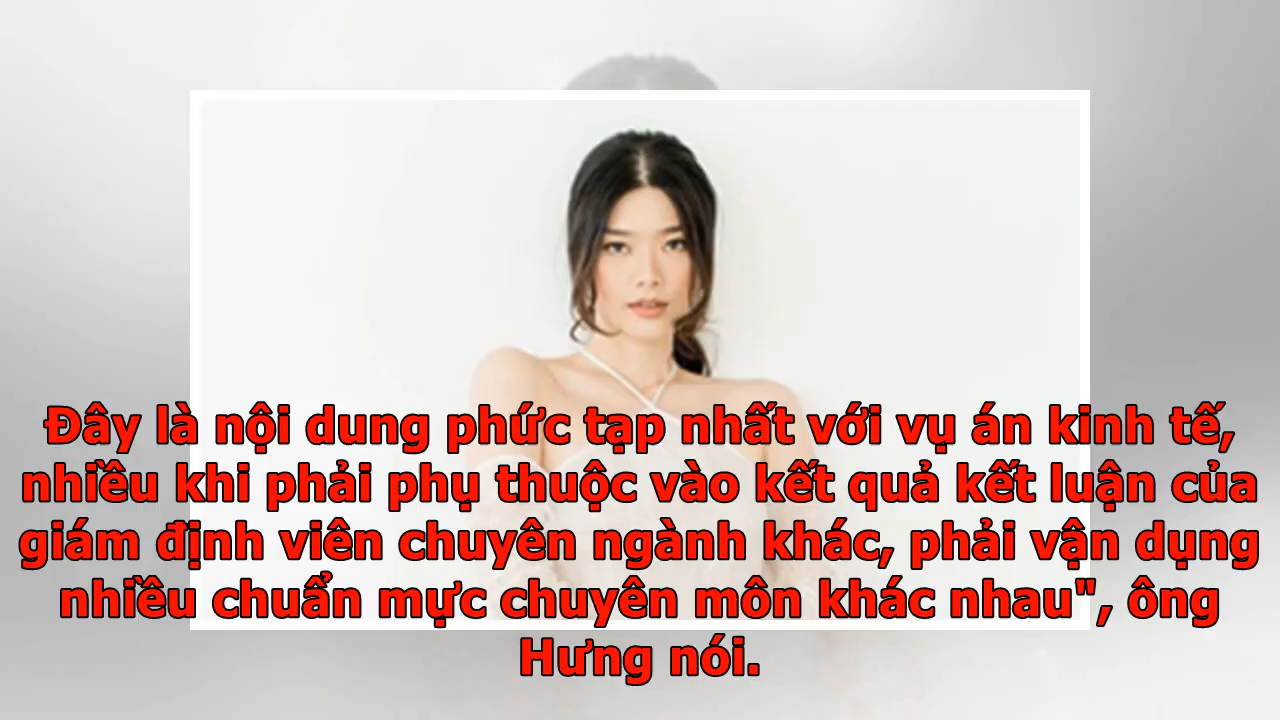 Đây là nội dung phức tạp nhất với vụ án kinh tế,
nhiều khi phải phụ thuộc vào kết quả kết luận của
giám định viên chuyên ngành khác, phải vận dụng
nhiều chuẩn mực chuyên môn khác nhau", ông
Hưng nói.